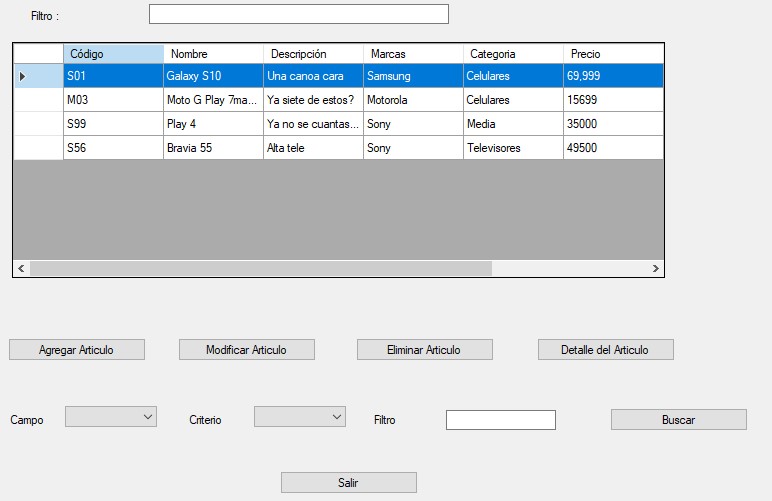 Filtro :
Código Nombre Descripción Marcas Categoria Precio
S01 Galaxy S10 Una canoa cara Samsung Celulares 69,999
M03 Moto G Play 7ma... Ya siete de estos? Motorola Celulares 15699
S99 Play 4 Ya no se cuantas... Sony Media 35000
S56 Bravia 55 Alta tele Sony Televisores 49500
Agregar Articulo Modificar Articulo Eliminar Articulo Detalle del Articulo
Campo Criterio Filtro Buscar
Salir